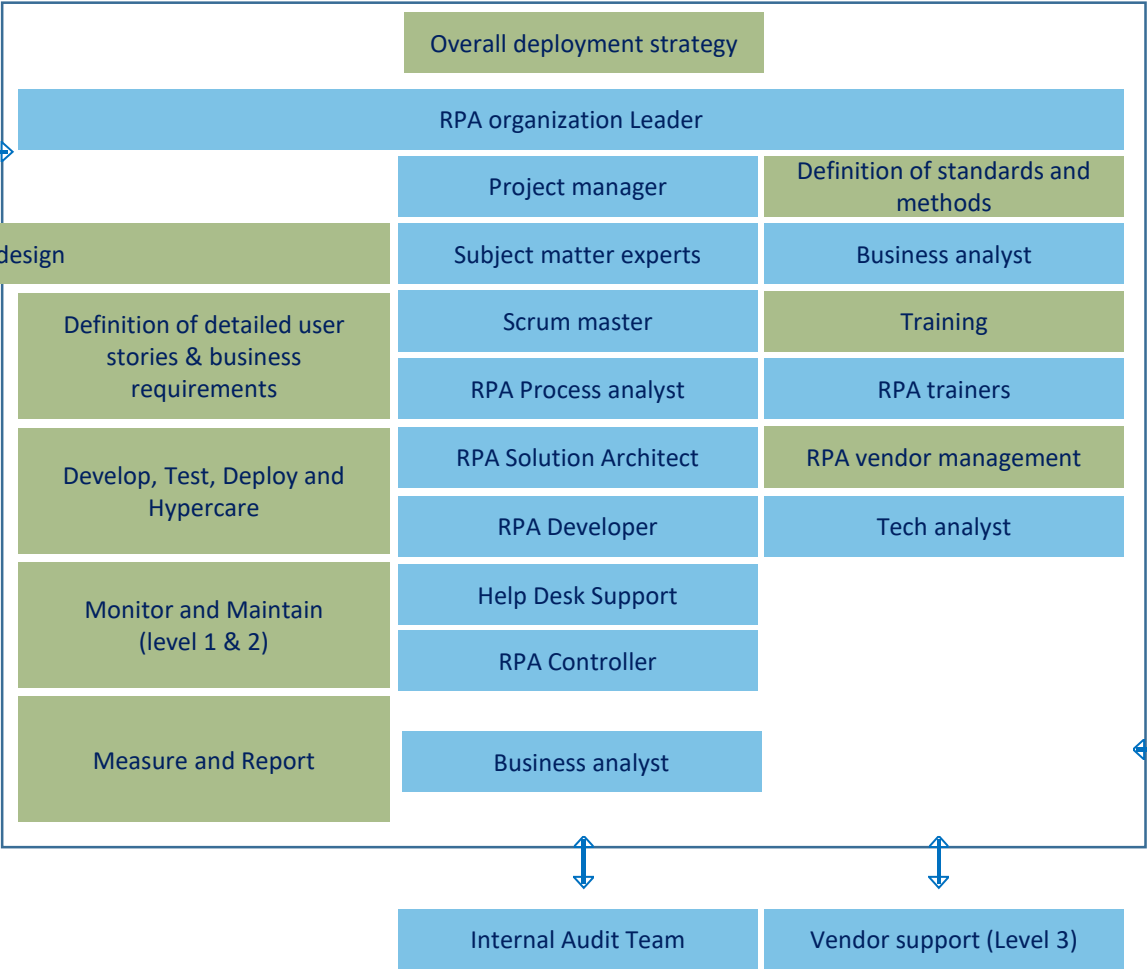 Overall deployment strategy
RPA organization Leader
Project manager
Definition of standards and
methods
design
Subject matter experts
Business analyst
Definition of detailed user
stories & business
requirements
Scrum master
Training
RPA Process analyst
RPA trainers
Develop, Test, Deploy and
Hypercare
RPA Solution Architect
RPA vendor management
RPA Developer
Tech analyst
Monitor and Maintain
(level 1 & 2)
Help Desk Support
RPA Controller
Measure and Report
Business analyst
Internal Audit Team
Vendor support (Level 3)